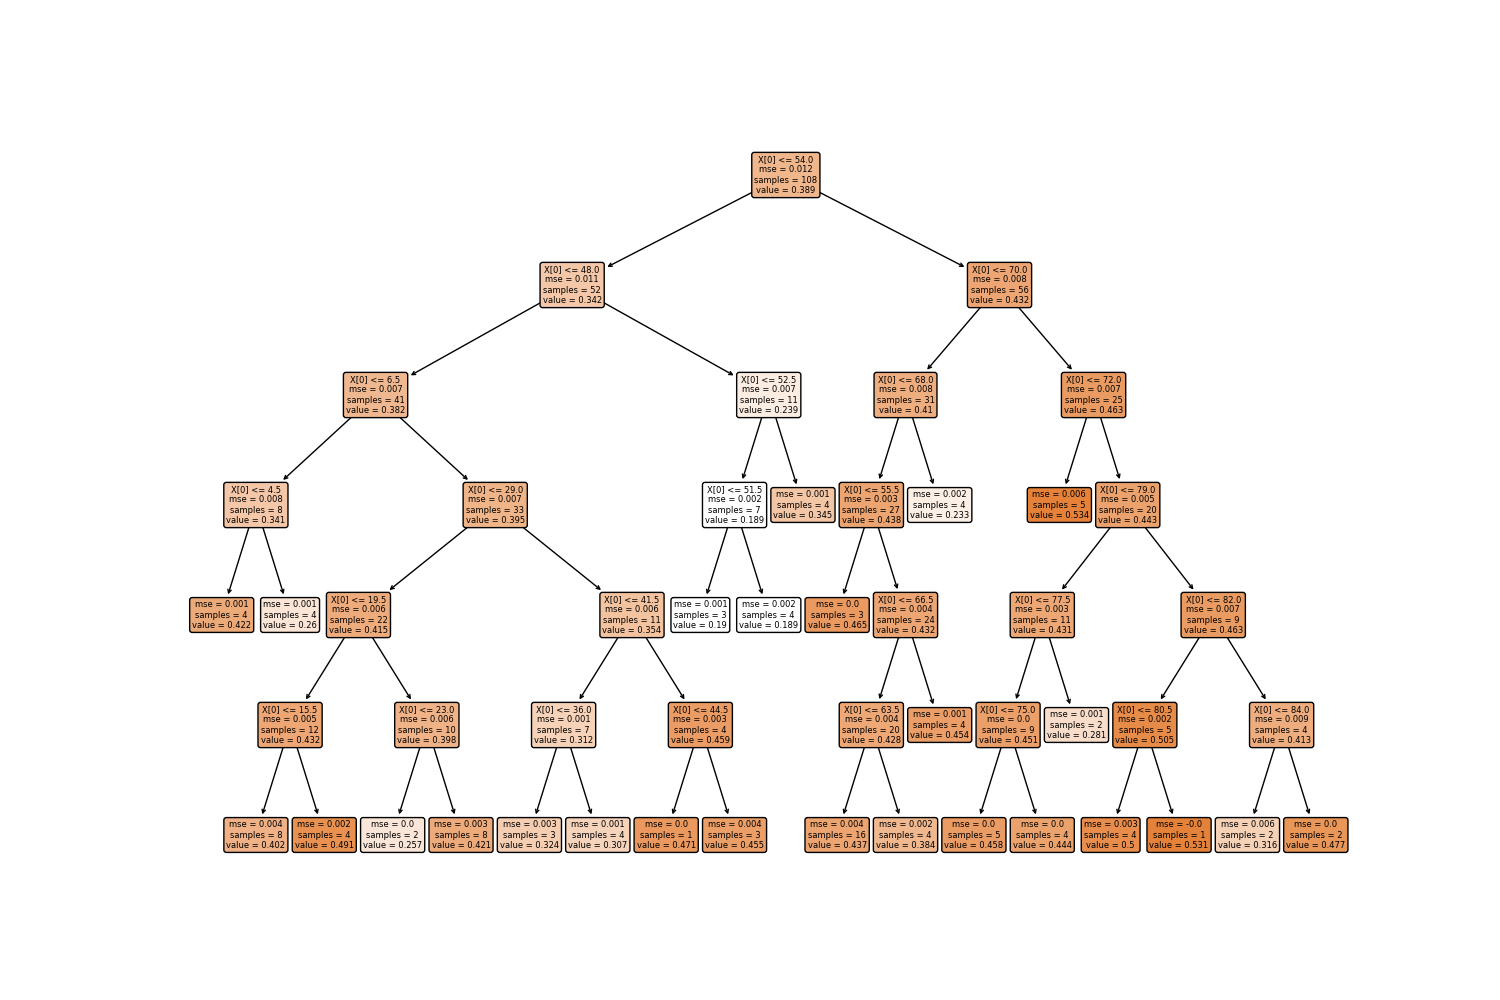 X[0] <= 54.0
mse = 0.012
samples = 108
value = 0.389
X[0] <= 48.0
mse = 0.011
samples = 52
value = 0.342
X[0] <= 70.0
mse = 0.008
samples = 56
value = 0.432
X[0] <= 6.5
mse = 0.007
samples = 41
value = 0.382
X[0] <= 52.5
mse = 0.007
samples = 11
value = 0.239
X[0] <= 68.0
mse = 0.008
samples = 31
value = 0.41
X[0] <= 72.0
mse = 0.007
samples = 25
value = 0.463
X[0] <= 4.5
mse = 0.008
samples = 8
value = 0.341
X[0] <= 29.0
mse = 0.007
samples = 33
value = 0.395
X[0] <= 51.5
mse = 0.002
samples = 7
value = 0.189
mse = 0.001
samples = 4
value = 0.345
X[0] <= 55.5
mse = 0.003
samples = 27
value = 0.438
mse = 0.002
samples = 4
value = 0.233
mse = 0.006
samples = 5
value = 0.534
X[0] <= 79.0
mse = 0.005
samples = 20
value = 0.443
mse = 0.001
samples = 4
value = 0.422
mse = 0.001
samples = 4
value = 0.26
X[0] <= 19.5
mse = 0.006
samples = 22
value = 0.415
X[0] <= 41.5
mse = 0.006
samples = 11
value = 0.354
mse = 0.001
samples = 3
value = 0.19
mse = 0.002
samples = 4
value = 0.189
mse = 0.0
samples = 3
value = 0.465
X[0] <= 66.5
mse = 0.004
samples = 24
value = 0.432
X[0] <= 77.5
mse = 0.003
samples = 11
value = 0.431
X[0] <= 82.0
mse = 0.007
samples = 9
value = 0.463
X[0] <= 15.5
mse = 0.005
samples = 12
value = 0.432
X[0] <= 23.0
mse = 0.006
samples = 10
value = 0.398
X[0] <= 36.0
mse = 0.001
samples = 7
value = 0.312
X[0] <= 44.5
mse = 0.003
samples = 4
value = 0.459
X[0] <= 63.5
mse = 0.004
samples = 20
value = 0.428
mse = 0.001
samples = 4
value = 0.454
X[0] <= 75.0
mse = 0.0
samples = 9
value = 0.451
mse = 0.001
samples = 2
value = 0.281
X[0] <= 80.5
mse = 0.002
samples = 5
value = 0.505
X[0] <= 84.0
mse = 0.009
samples = 4
value = 0.413
mse = 0.004
samples = 8
value = 0.402
mse = 0.002
samples = 4
value = 0.491
mse = 0.0
samples = 2
value = 0.257
mse = 0.003
samples = 8
value = 0.421
mse = 0.003
samples = 3
value = 0.324
mse = 0.001
samples = 4
value = 0.307
mse = 0.0
samples = 1
value = 0.471
mse = 0.004
samples = 3
value = 0.455
mse = 0.004
samples = 16
value = 0.437
mse = 0.002
samples = 4
value = 0.384
mse = 0.0
samples = 5
value = 0.458
mse = 0.0
samples = 4
value = 0.444
mse = 0.003
samples = 4
value = 0.5
mse = -0.0
samples = 1
value = 0.531
mse = 0.006
samples = 2
value = 0.316
mse = 0.0
samples = 2
value = 0.477